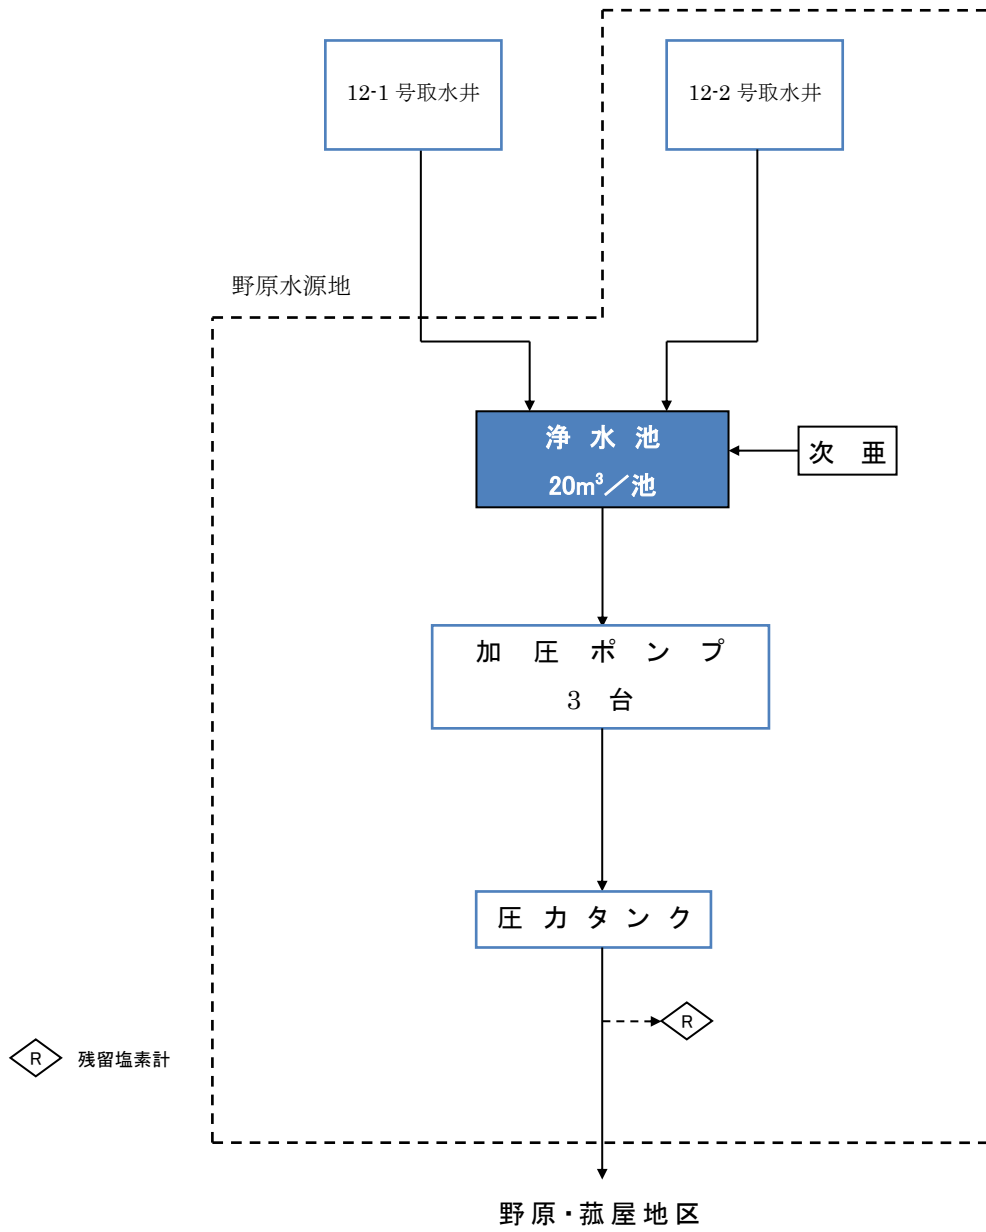 12-1 号取水井
12-2 号取水井
野原水源地
浄 水 池
20m³／池
次 亜
加 圧 ポ ン プ
3 台
圧 力 タ ン ク
R
R 残留塩素計
野原・菰屋地区